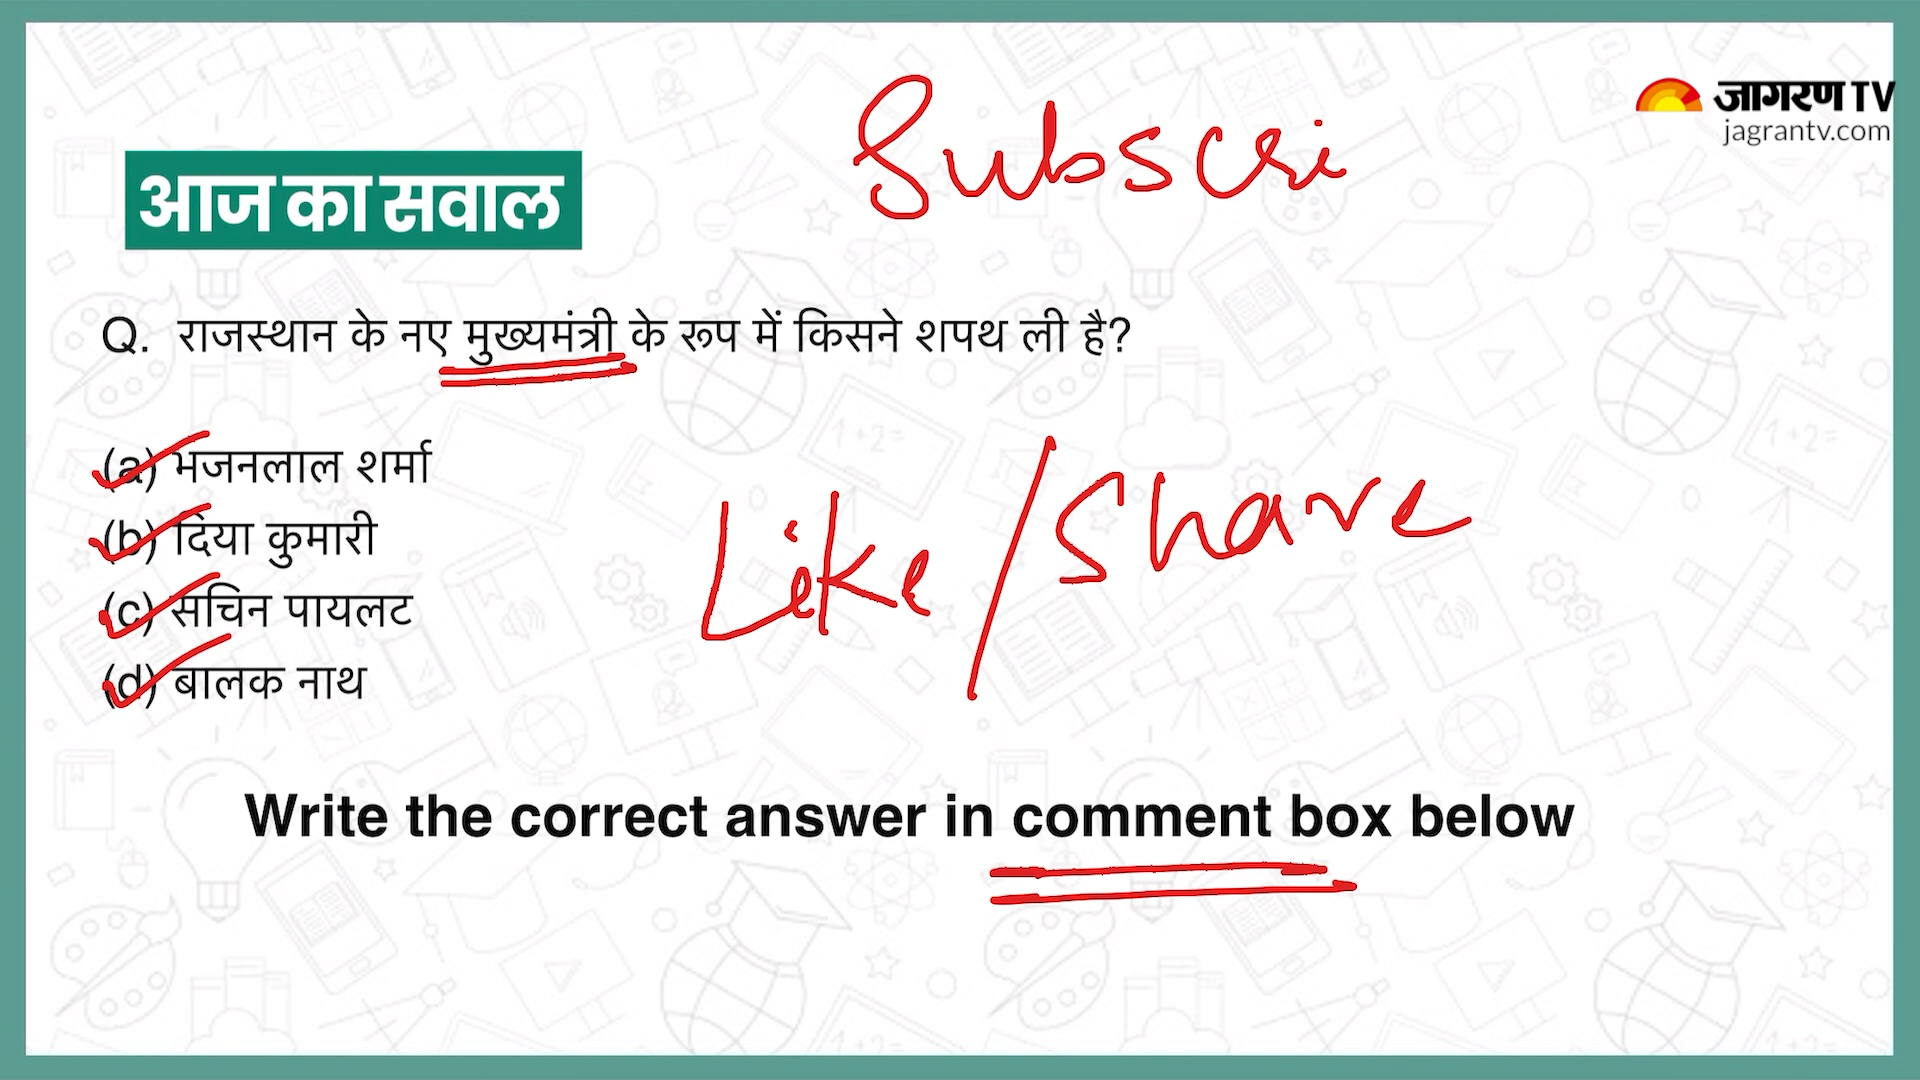 Subscri
जागरण TV
jagrantv.com
आज का सवाल
Q. राजस्थान के नए मुख्यमंत्री के रूप में किसने शपथ ली है?
(a) भजनलाल शर्मा
(b) दिया कुमारी
(c) सचिन पायलट
(d) बालक नाथ
Like/Share
Write the correct answer in comment box below